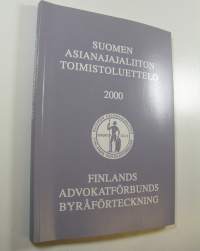 SUOMEN
ASIANAJAJALIITON
TOIMISTOLUETTELO
2000
FINLANDS
ADVOKATFÖRBUNDS
BYRÅFÖRTECKNING